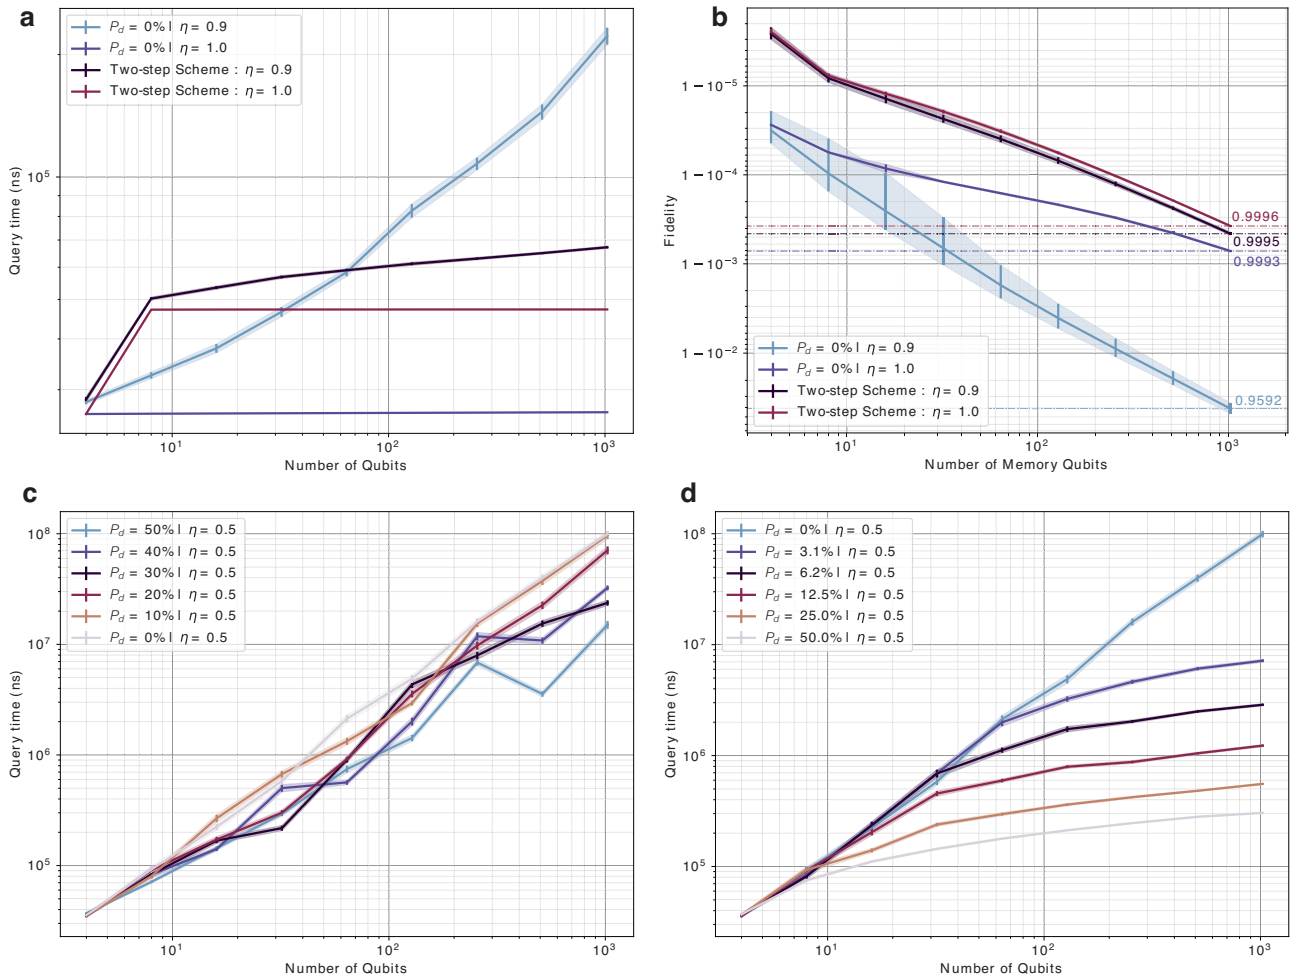 a
P_d = 0% | η = 0.9
P_d = 0% | η = 1.0
Two-step Scheme : η = 0.9
Two-step Scheme : η = 1.0
Query time (ns)
10^5
10^1
10^2
10^3
Number of Qubits
b
Fidelity
1 − 10^−5
1 − 10^−4
1 − 10^−3
1 − 10^−2
0.9996
0.9995
0.9993
0.9592
P_d = 0% | η = 0.9
P_d = 0% | η = 1.0
Two-step Scheme : η = 0.9
Two-step Scheme : η = 1.0
10^1
10^2
10^3
Number of Memory Qubits
c
P_d = 50% | η = 0.5
P_d = 40% | η = 0.5
P_d = 30% | η = 0.5
P_d = 20% | η = 0.5
P_d = 10% | η = 0.5
P_d = 0% | η = 0.5
Query time (ns)
10^8
10^7
10^6
10^5
10^1
10^2
10^3
Number of Qubits
d
P_d = 0% | η = 0.5
P_d = 3.1% | η = 0.5
P_d = 6.2% | η = 0.5
P_d = 12.5% | η = 0.5
P_d = 25.0% | η = 0.5
P_d = 50.0% | η = 0.5
Query time (ns)
10^8
10^7
10^6
10^5
10^1
10^2
10^3
Number of Qubits